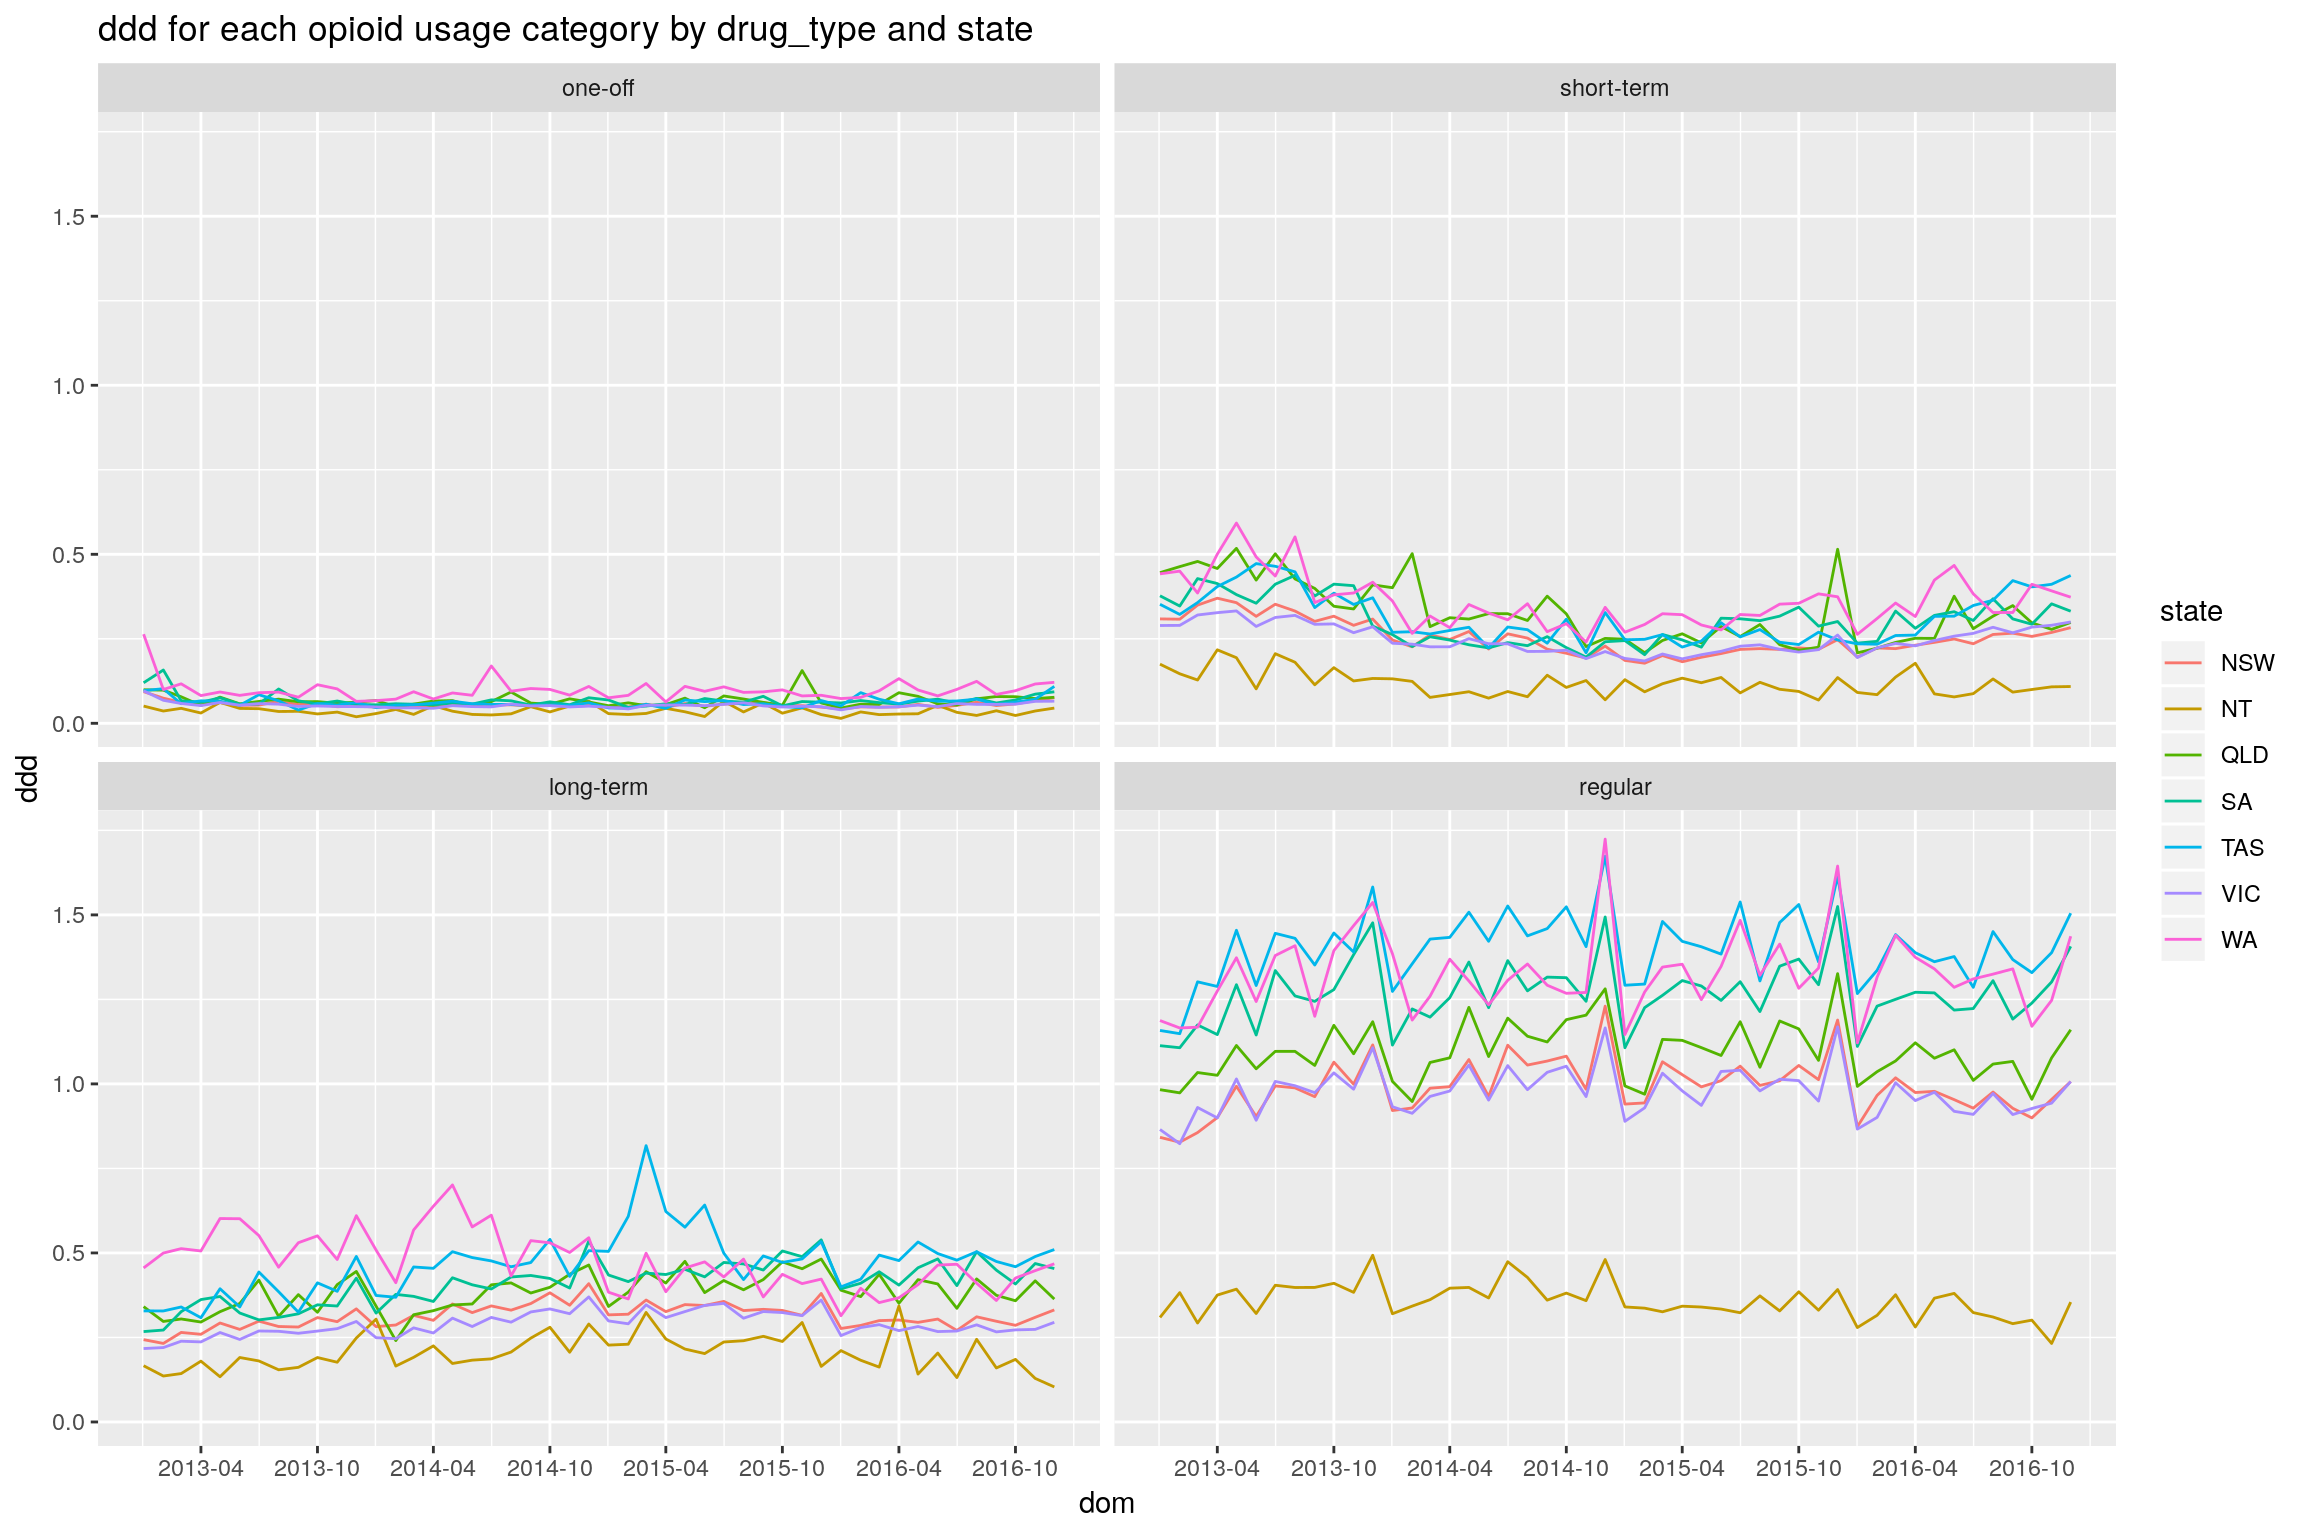 ddd for each opioid usage category by drug_type and state
one-off
short-term
1.5
1.0
0.5
0.0
long-term
regular
1.5
1.0
0.5
0.0
2013-04 2013-10 2014-04 2014-10 2015-04 2015-10 2016-04 2016-10
2013-04 2013-10 2014-04 2014-10 2015-04 2015-10 2016-04 2016-10
dom
ddd
state
NSW
NT
QLD
SA
TAS
VIC
WA